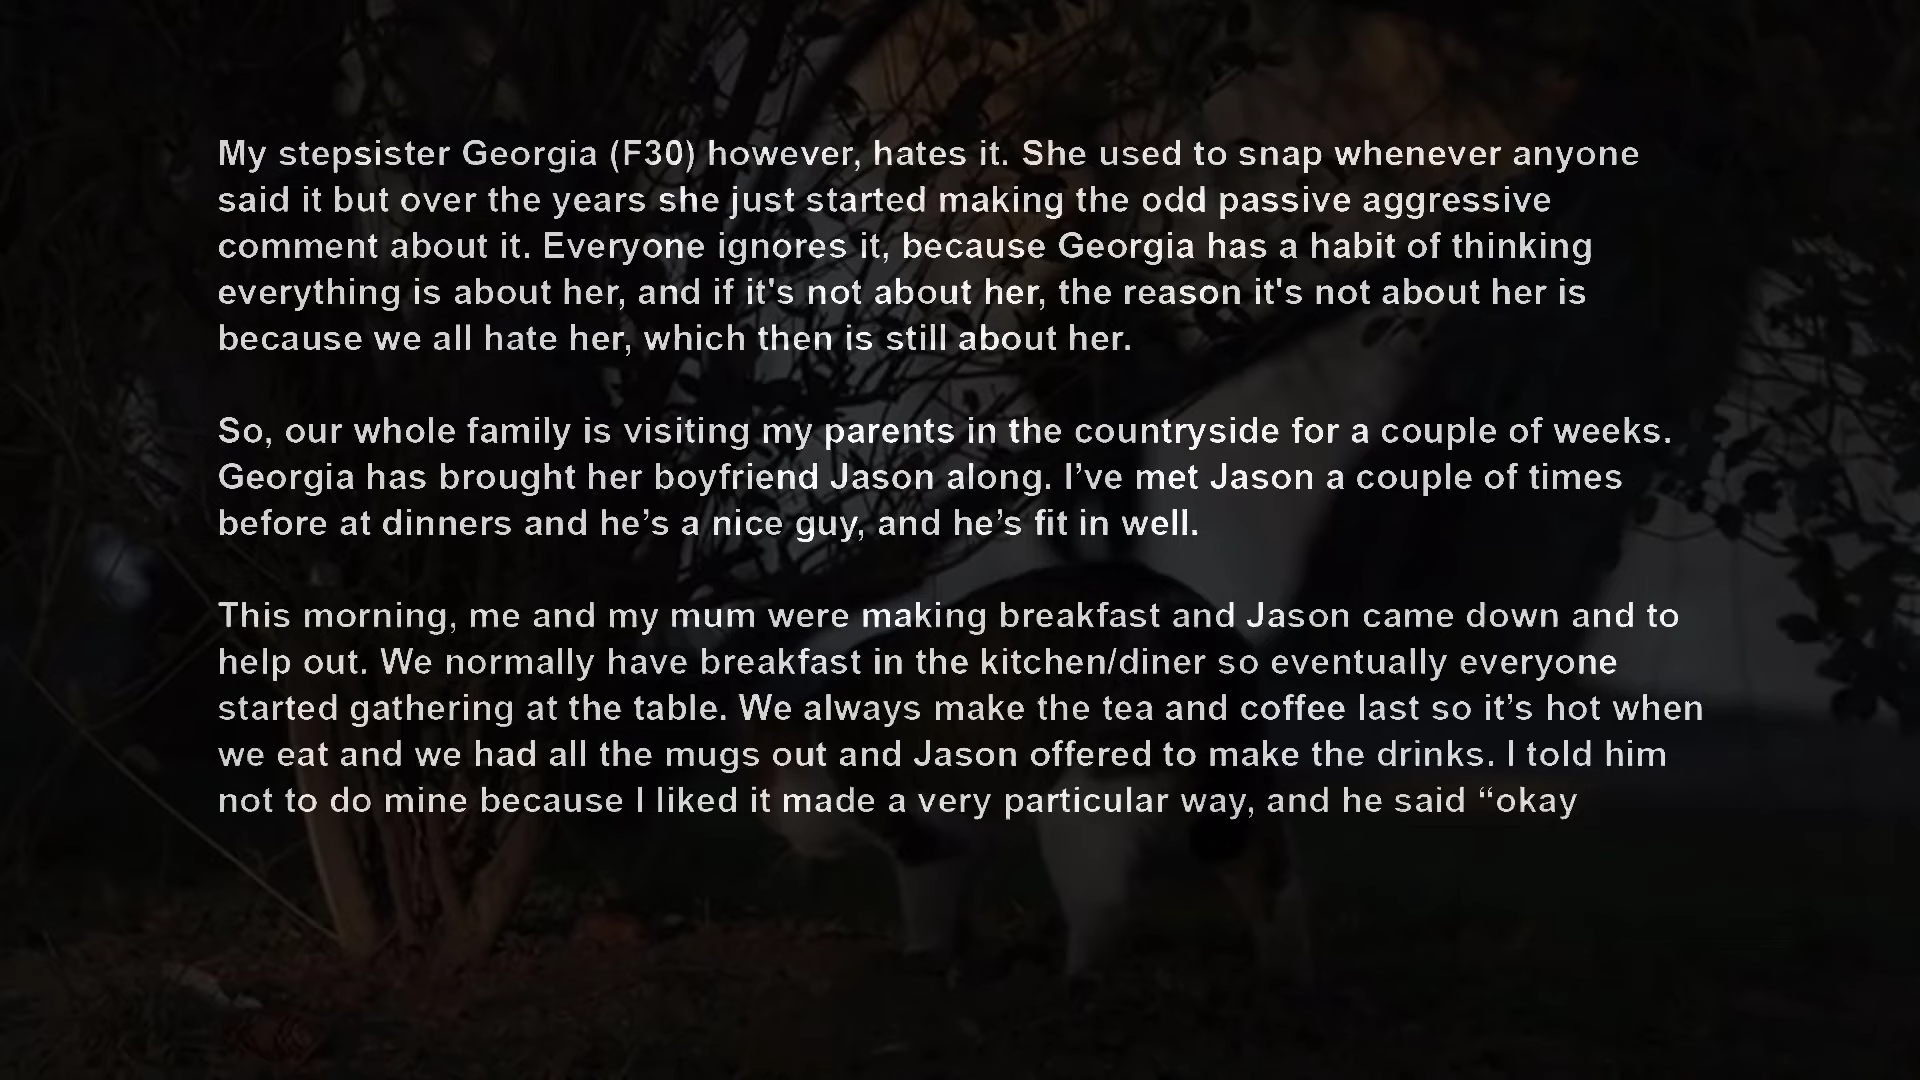 My stepsister Georgia (F30) however, hates it. She used to snap whenever anyone
said it but over the years she just started making the odd passive aggressive
comment about it. Everyone ignores it, because Georgia has a habit of thinking
everything is about her, and if it's not about her, the reason it's not about her is
because we all hate her, which then is still about her.
So, our whole family is visiting my parents in the countryside for a couple of weeks.
Georgia has brought her boyfriend Jason along. I’ve met Jason a couple of times
before at dinners and he’s a nice guy, and he’s fit in well.
This morning, me and my mum were making breakfast and Jason came down and to
help out. We normally have breakfast in the kitchen/diner so eventually everyone
started gathering at the table. We always make the tea and coffee last so it’s hot when
we eat and we had all the mugs out and Jason offered to make the drinks. I told him
not to do mine because I liked it made a very particular way, and he said “okay